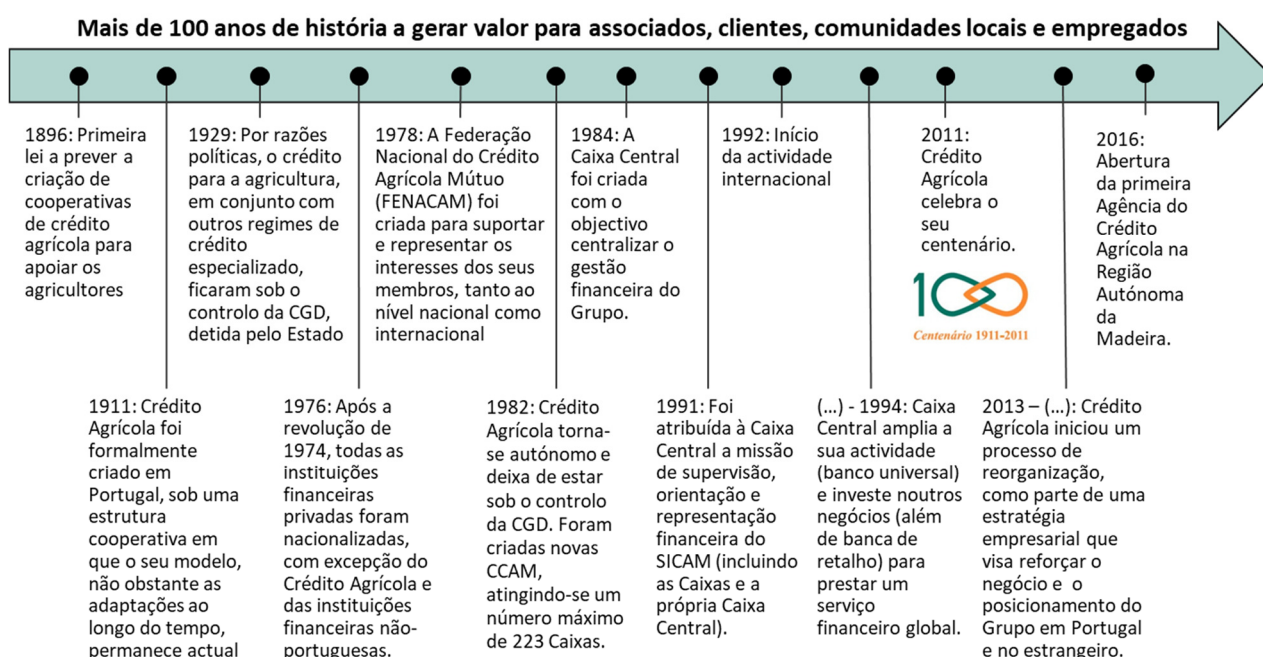 Mais de 100 anos de história a gerar valor para associados, clientes, comunidades locais e empregados
1896: Primeira
lei a prever a
criação de
cooperativas
de crédito
agrícola para
apoiar os
agricultores
1929: Por razões
políticas, o crédito
para a agricultura,
em conjunto com
outros regimes de
crédito
especializado,
ficaram sob o
controlo da CGD,
detida pelo Estado
1978: A Federação
Nacional do Crédito
Agrícola Mútuo
(FENACAM) foi
criada para suportar
e representar os
interesses dos seus
membros, tanto ao
nível nacional como
internacional
1984: A
Caixa Central
foi criada
com o
objectivo
centralizar o
gestão
financeira do
Grupo.
1992: Início
da actividade
internacional
2011:
Crédito
Agrícola
celebra o
seu
centenário.
100
Centenário 1911-2011
2016:
Abertura
da primeira
Agência do
Crédito
Agrícola na
Região
Autónoma
da
Madeira.
1911: Crédito
Agrícola foi
formalmente
criado em
Portugal, sob uma
estrutura
cooperativa em
que o seu modelo,
não obstante as
adaptações ao
longo do tempo,
permanece actual
1976: Após a
revolução de
1974, todas as
instituições
financeiras
privadas foram
nacionalizadas,
com excepção do
Crédito Agrícola e
das instituições
financeiras não-
portuguesas.
1982: Crédito
Agrícola torna-
se autónomo e
deixa de estar
sob o controlo
da CGD. Foram
criadas novas
CCAM,
atingindo-se um
número máximo
de 223 Caixas.
1991: Foi
atribuída à Caixa
Central a missão
de supervisão,
orientação e
representação
financeira do
SICAM (incluindo
as Caixas e a
própria Caixa
Central).
(...) - 1994: Caixa
Central amplia a
sua actividade
(banco universal)
e investe noutros
negócios (além
de banca de
retalho) para
prestar um
serviço
financeiro global.
2013 – (...): Crédito
Agrícola iniciou um
processo de
reorganização,
como parte de uma
estratégia
empresarial que
visa reforçar o
negócio e o
posicionamento do
Grupo em Portugal
e no estrangeiro.